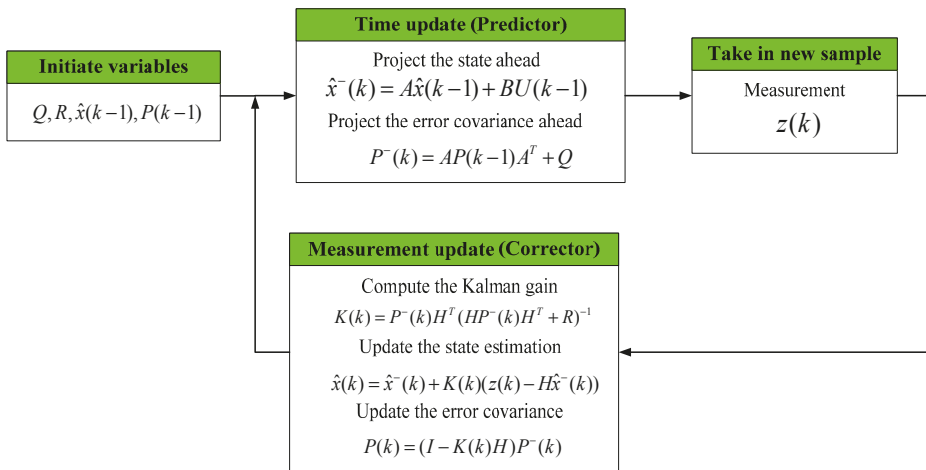 Initiate variables
Q, R, x̂(k−1), P(k−1)
Time update (Predictor)
Project the state ahead
x̂⁻(k) = Ax̂(k−1) + BU(k−1)
Project the error covariance ahead
P⁻(k) = AP(k−1)Aᵀ + Q
Take in new sample
Measurement
z(k)
Measurement update (Corrector)
Compute the Kalman gain
K(k) = P⁻(k)Hᵀ(HP⁻(k)Hᵀ + R)⁻¹
Update the state estimation
x̂(k) = x̂⁻(k) + K(k)(z(k) − Hx̂⁻(k))
Update the error covariance
P(k) = (I − K(k)H)P⁻(k)